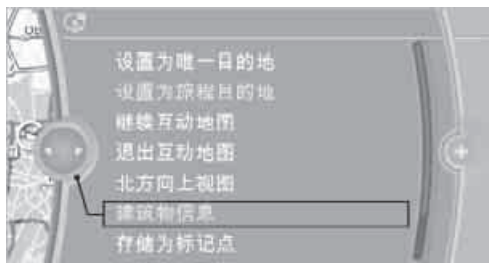 设置为唯一目的地
设置为旅程目的地
继续互动地图
退出互动地图
北方向上视图
建筑物信息
存储为标记点